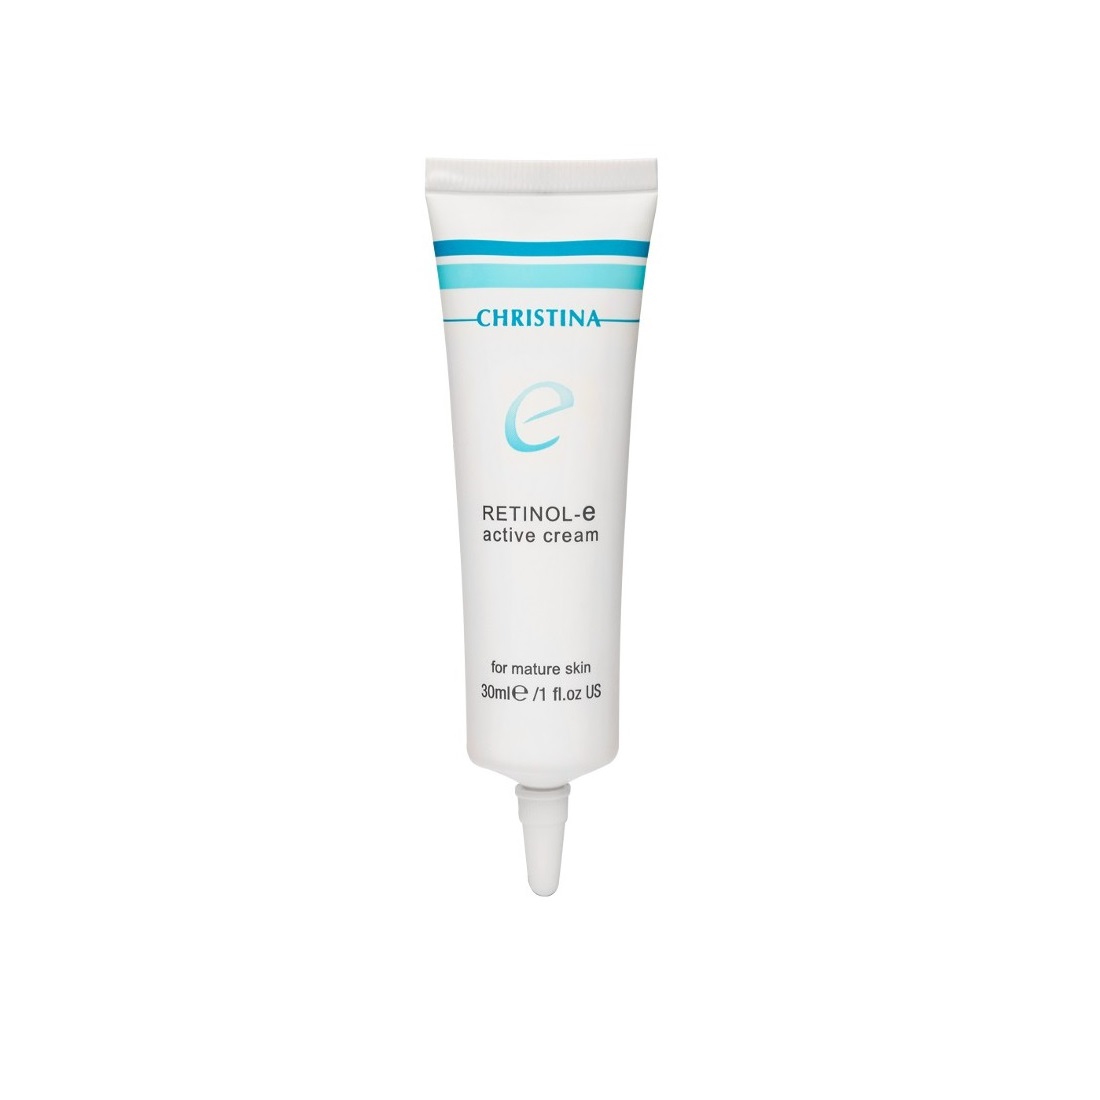 CHRISTINA
e
RETINOL-e
active cream
for mature skin
30ml℮/1 fl.oz US